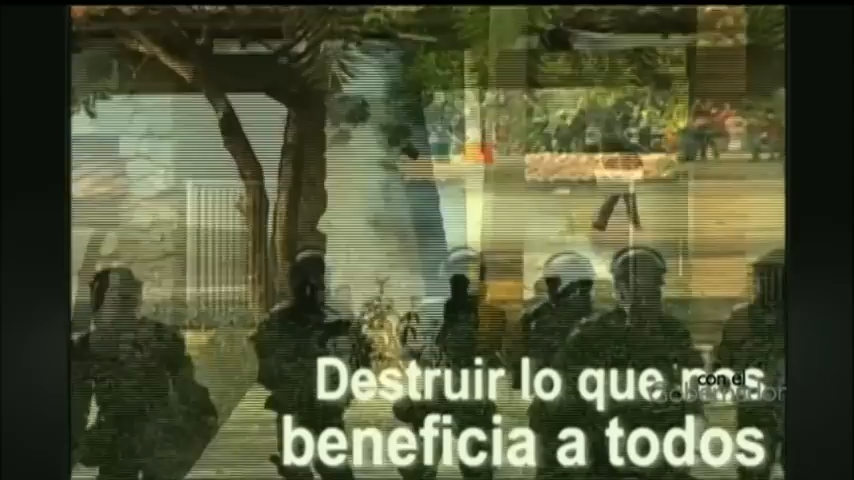 Destruir lo que nos
beneficia a todos
con el
Gobernador